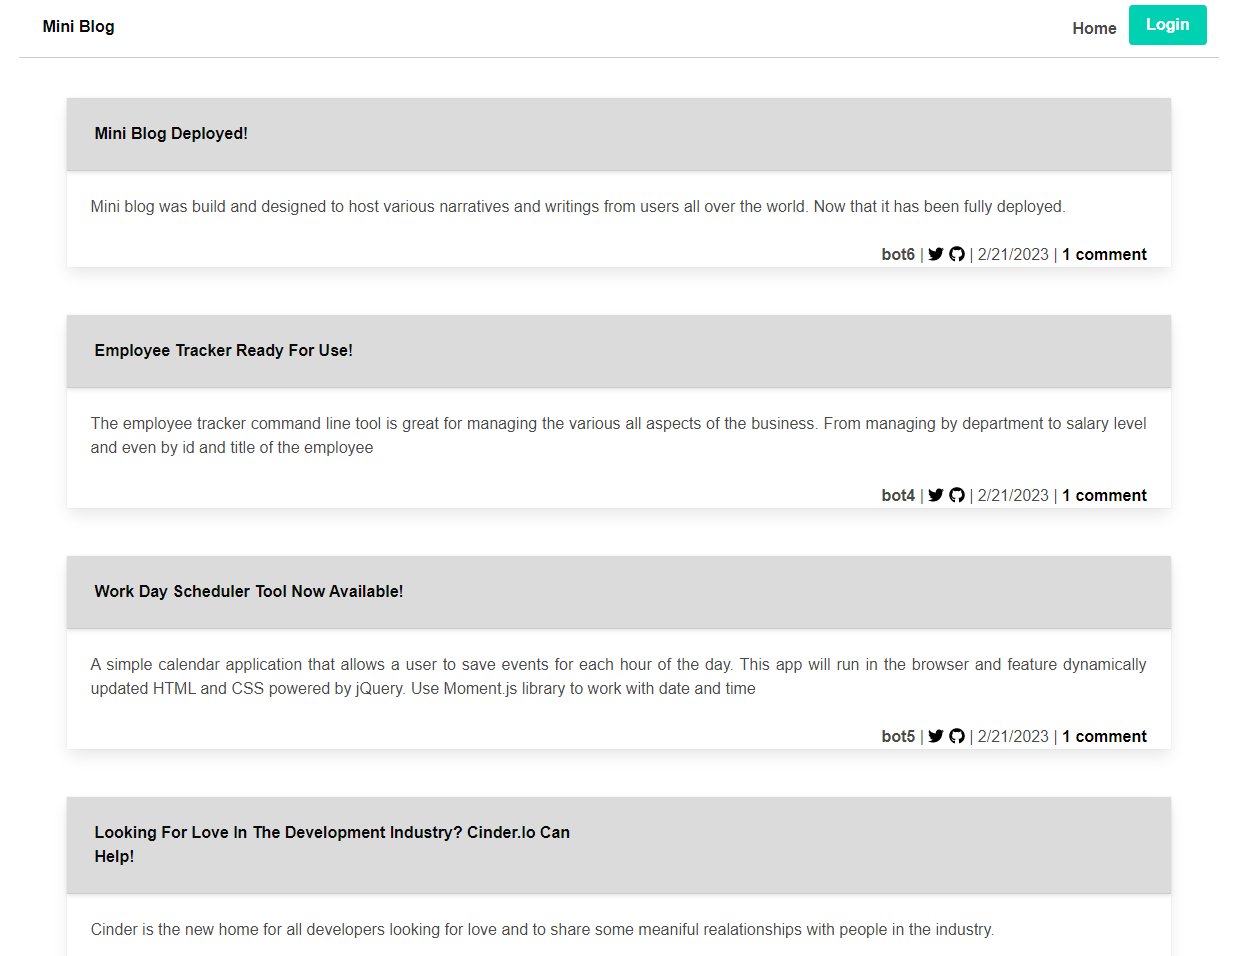 Mini Blog
Home
Login
Mini Blog Deployed!
Mini blog was build and designed to host various narratives and writings from users all over the world. Now that it has been fully deployed.
bot6 | | 2/21/2023 | 1 comment
Employee Tracker Ready For Use!
The employee tracker command line tool is great for managing the various all aspects of the business. From managing by department to salary level
and even by id and title of the employee
bot4 | | 2/21/2023 | 1 comment
Work Day Scheduler Tool Now Available!
A simple calendar application that allows a user to save events for each hour of the day. This app will run in the browser and feature dynamically
updated HTML and CSS powered by jQuery. Use Moment.js library to work with date and time
bot5 | | 2/21/2023 | 1 comment
Looking For Love In The Development Industry? Cinder.Io Can
Help!
Cinder is the new home for all developers looking for love and to share some meaniful realationships with people in the industry.